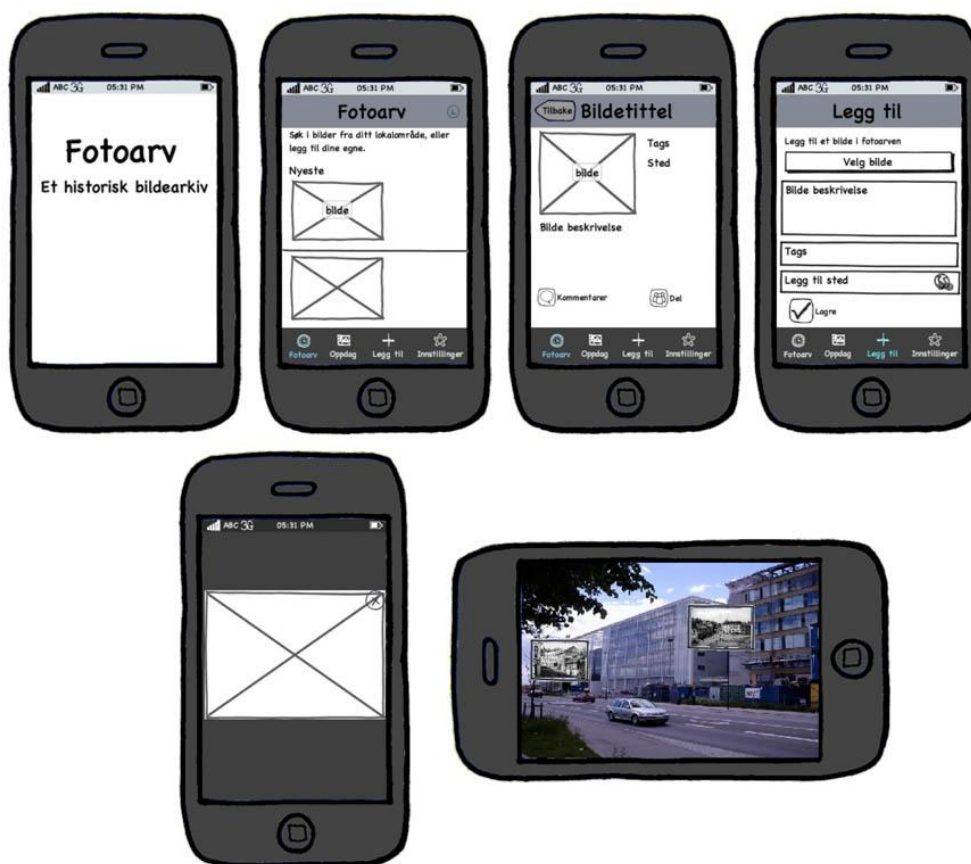 ABC 3G 05:31 PM
Fotoarv
Et historisk bildearkiv
ABC 3G 05:31 PM
Fotoarv
Søk i bilder fra ditt lokalområde, eller
legg til dine egne.
Nyeste
bilde
Fotoarv Oppdag Legg til Innstillinger
ABC 3G 05:31 PM
Tilbake Bildetittel
Tags
Sted
bilde
Bilde beskrivelse
Kommentarer Del
Fotoarv Oppdag Legg til Innstillinger
ABC 3G 05:31 PM
Legg til
Legg til et bilde i fotoarven
Velg bilde
Bilde beskrivelse
Tags
Legg til sted
Lagre
Fotoarv Oppdag Legg til Innstillinger
ABC 3G 05:31 PM